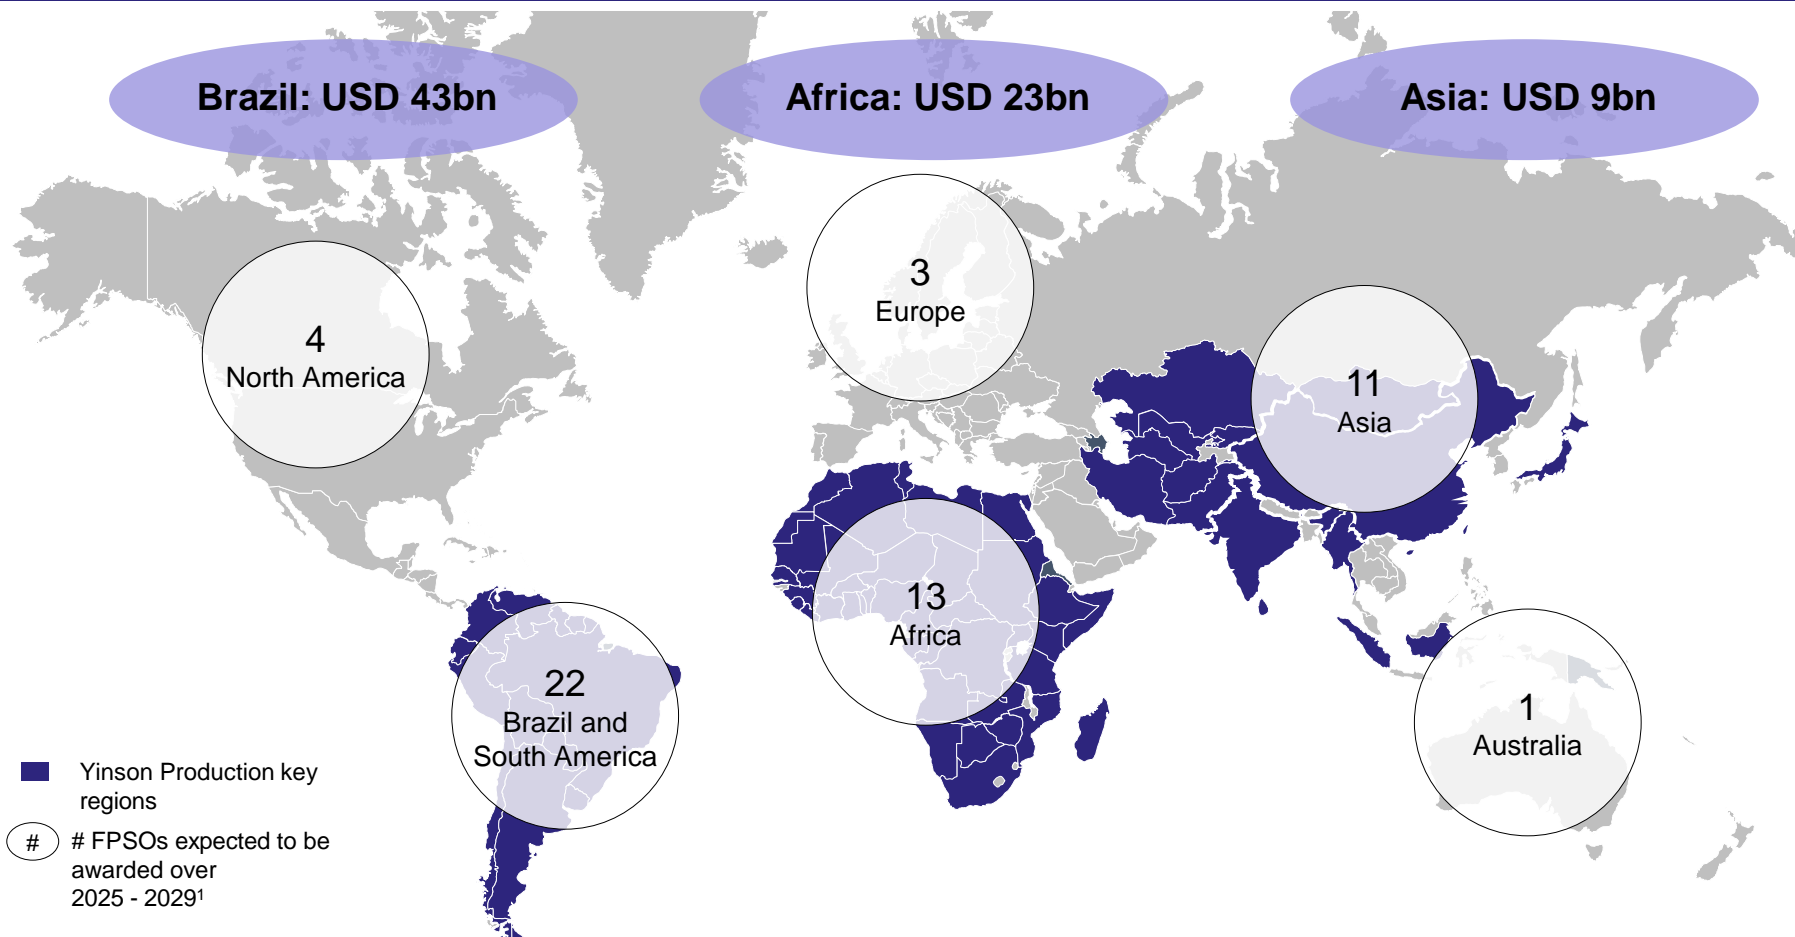 Brazil: USD 43bn
Africa: USD 23bn
Asia: USD 9bn
3
Europe
4
North America
11
Asia
13
Africa
22
Brazil and
South America
1
Australia
Yinson Production key
regions
#
# FPSOs expected to be
awarded over
2025 - 2029¹